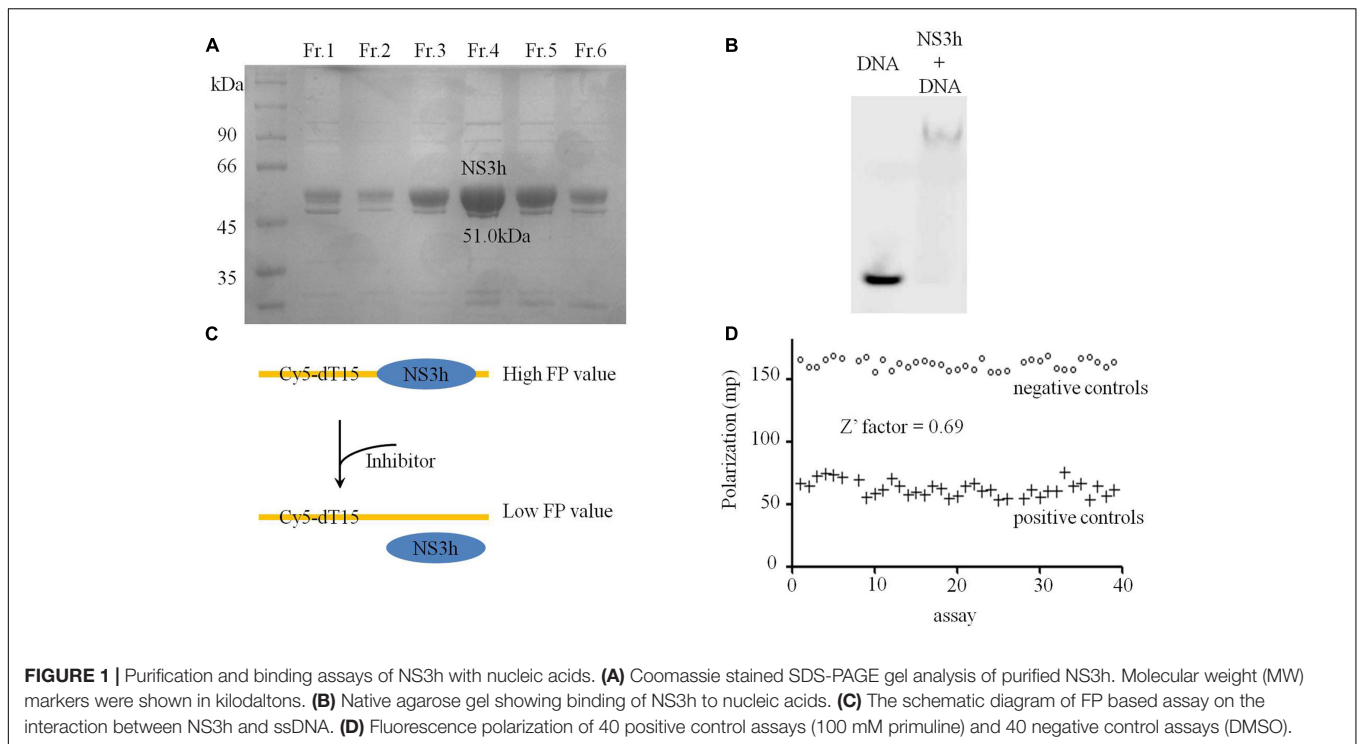 A
Fr.1 Fr.2 Fr.3 Fr.4 Fr.5 Fr.6
kDa
90
66
45
35
NS3h
51.0kDa
B
DNA
NS3h
+
DNA
C
Cy5-dT15 NS3h High FP value
Inhibitor
Cy5-dT15 Low FP value
NS3h
D
Polarization (mp)
150
100
50
0
negative controls
Z' factor = 0.69
positive controls
0 10 20 30 40
assay
FIGURE 1 | Purification and binding assays of NS3h with nucleic acids. (A) Coomassie stained SDS-PAGE gel analysis of purified NS3h. Molecular weight (MW)
markers were shown in kilodaltons. (B) Native agarose gel showing binding of NS3h to nucleic acids. (C) The schematic diagram of FP based assay on the
interaction between NS3h and ssDNA. (D) Fluorescence polarization of 40 positive control assays (100 mM primuline) and 40 negative control assays (DMSO).